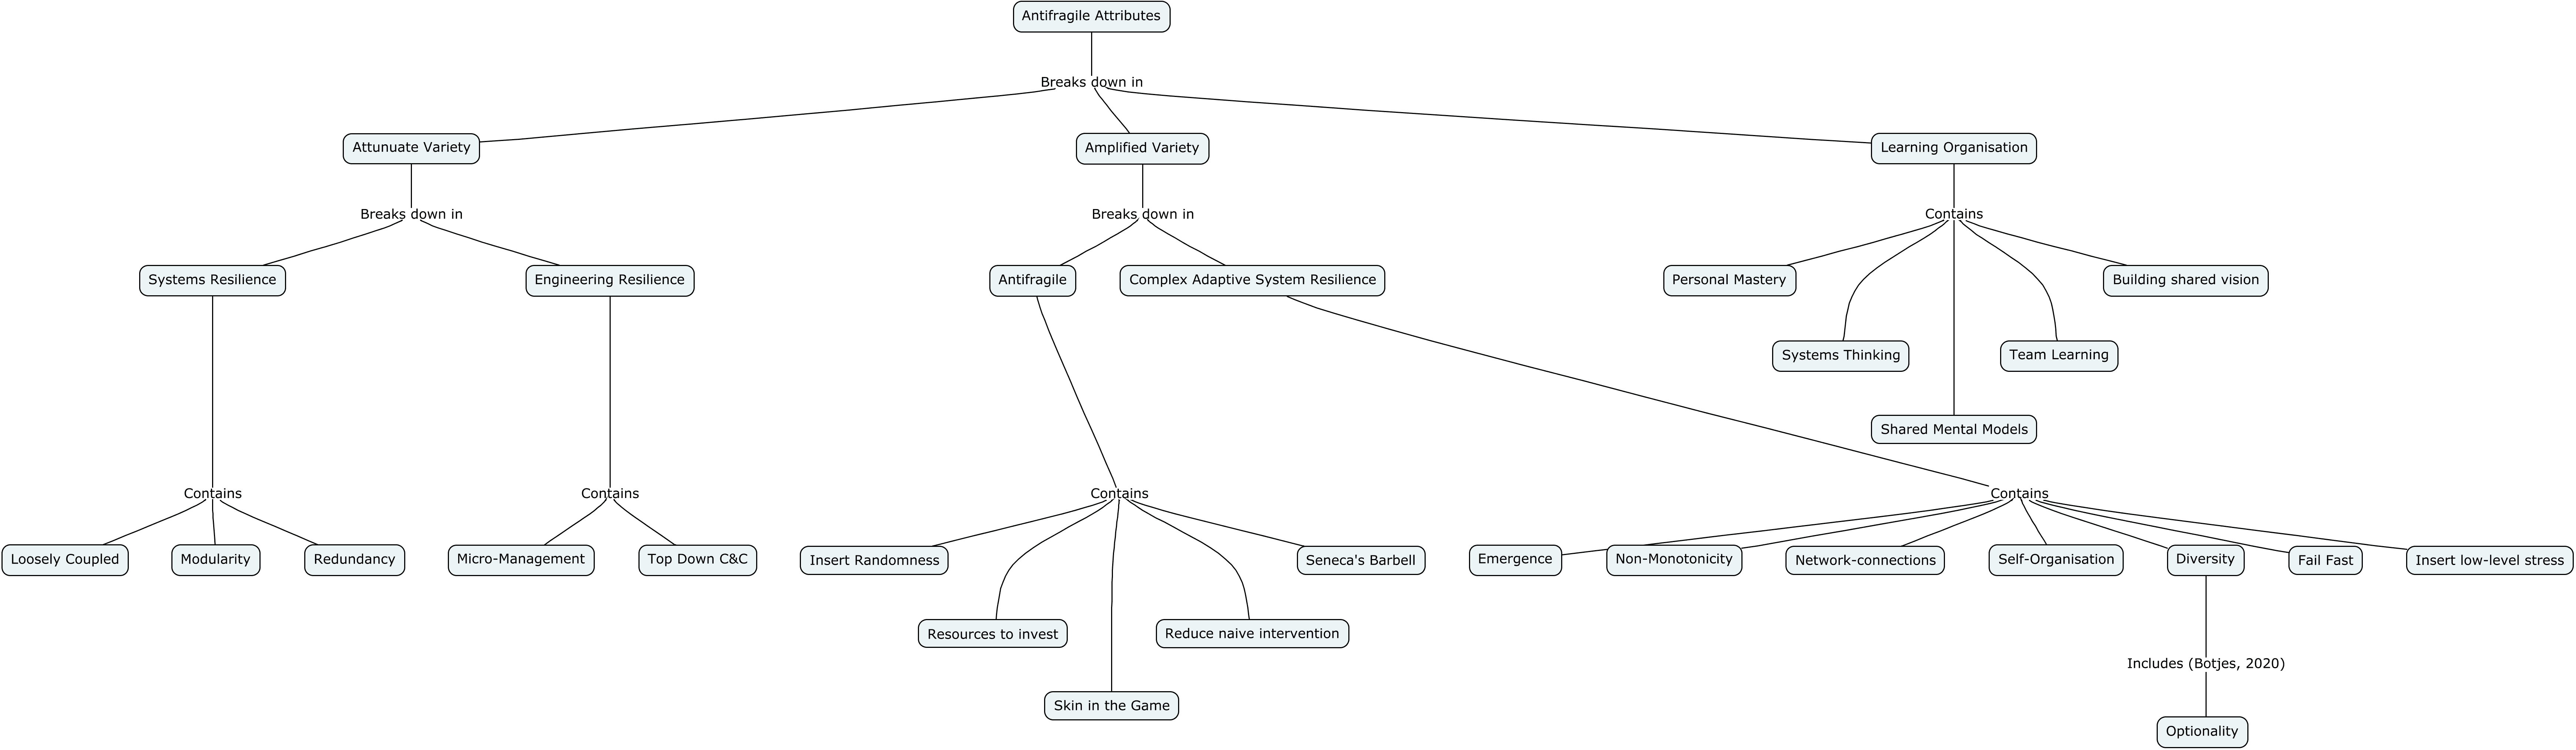 Antifragile Attributes
Breaks down in
Attunuate Variety
Amplified Variety
Learning Organisation
Breaks down in
Breaks down in
Contains
Systems Resilience
Engineering Resilience
Antifragile
Complex Adaptive System Resilience
Personal Mastery
Building shared vision
Systems Thinking
Team Learning
Shared Mental Models
Contains
Contains
Contains
Contains
Loosely Coupled
Modularity
Redundancy
Micro-Management
Top Down C&C
Insert Randomness
Seneca's Barbell
Emergence
Non-Monotonicity
Network-connections
Self-Organisation
Diversity
Fail Fast
Insert low-level stress
Resources to invest
Reduce naive intervention
Includes (Botjes, 2020)
Skin in the Game
Optionality